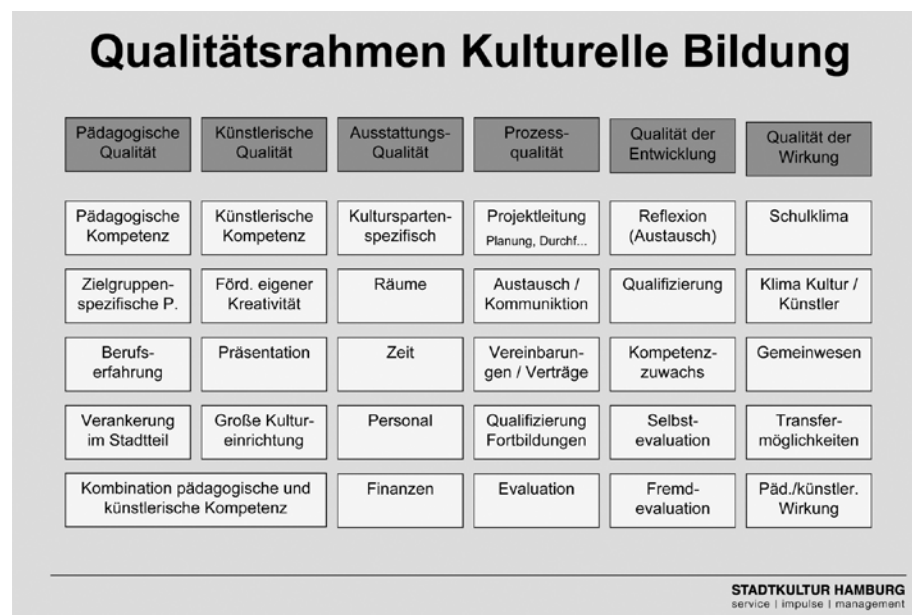 Qualitätsrahmen Kulturelle Bildung
Pädagogische
Qualität
Künstlerische
Qualität
Ausstattungs-
Qualität
Prozess-
qualität
Qualität der
Entwicklung
Qualität der
Wirkung
Pädagogische
Kompetenz
Künstlerische
Kompetenz
Kultursparten-
spezifisch
Projektleitung
Planung, Durchf...
Reflexion
(Austausch)
Schulklima
Zielgruppen-
spezifische P.
Förd. eigener
Kreativität
Räume
Austausch /
Kommuniktion
Qualifizierung
Klima Kultur /
Künstler
Berufs-
erfahrung
Präsentation
Zeit
Vereinbarun-
gen / Verträge
Kompetenz-
zuwachs
Gemeinwesen
Verankerung
im Stadtteil
Große Kultur-
einrichtung
Personal
Qualifizierung
Fortbildungen
Selbst-
evaluation
Transfer-
möglichkeiten
Kombination pädagogische und
künstlerische Kompetenz
Finanzen
Evaluation
Fremd-
evaluation
Päd./künstler.
Wirkung
STADTKULTUR HAMBURG
service | impulse | management